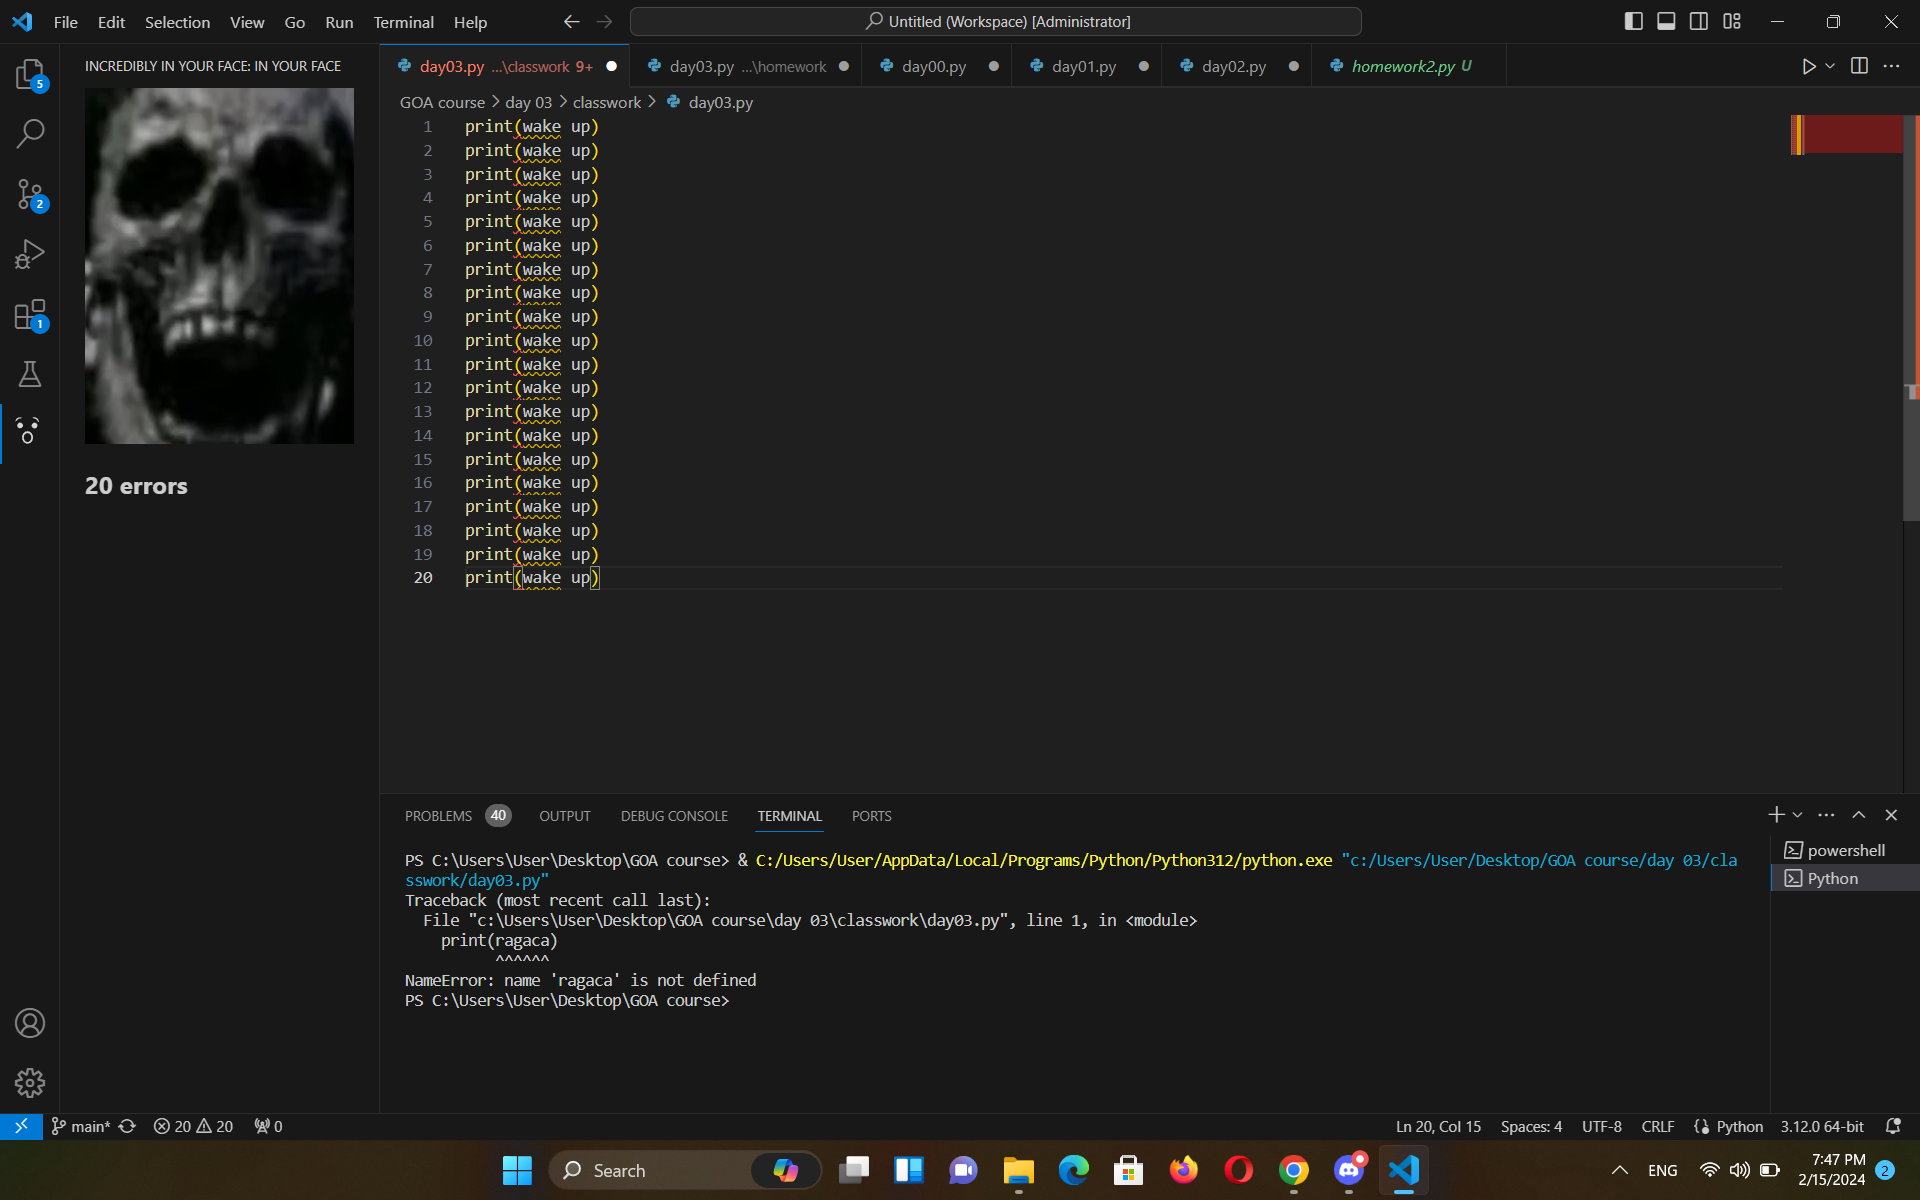 File Edit Selection View Go Run Terminal Help
Untitled (Workspace) [Administrator]
INCREDIBLY IN YOUR FACE: IN YOUR FACE
day03.py ...\classwork 9+
day03.py ...\homework
day00.py
day01.py
day02.py
homework2.py U
5
2
1
GOA course > day 03 > classwork > day03.py
1 print(wake up)
2 print(wake up)
3 print(wake up)
4 print(wake up)
5 print(wake up)
6 print(wake up)
7 print(wake up)
8 print(wake up)
9 print(wake up)
10 print(wake up)
11 print(wake up)
12 print(wake up)
13 print(wake up)
14 print(wake up)
15 print(wake up)
16 print(wake up)
17 print(wake up)
18 print(wake up)
19 print(wake up)
20 print(wake up)
20 errors
PROBLEMS 40 OUTPUT DEBUG CONSOLE TERMINAL PORTS
PS C:\Users\User\Desktop\GOA course> & C:/Users/User/AppData/Local/Programs/Python/Python312/python.exe "c:/Users/User/Desktop/GOA course/day 03/cla
sswork/day03.py"
Traceback (most recent call last):
File "c:\Users\User\Desktop\GOA course\day 03\classwork\day03.py", line 1, in <module>
print(ragaca)
^^^^^^
NameError: name 'ragaca' is not defined
PS C:\Users\User\Desktop\GOA course>
powershell
Python
main* 20 20 0
Ln 20, Col 15 Spaces: 4 UTF-8 CRLF Python 3.12.0 64-bit
Search
ENG
7:47 PM
2/15/2024
2